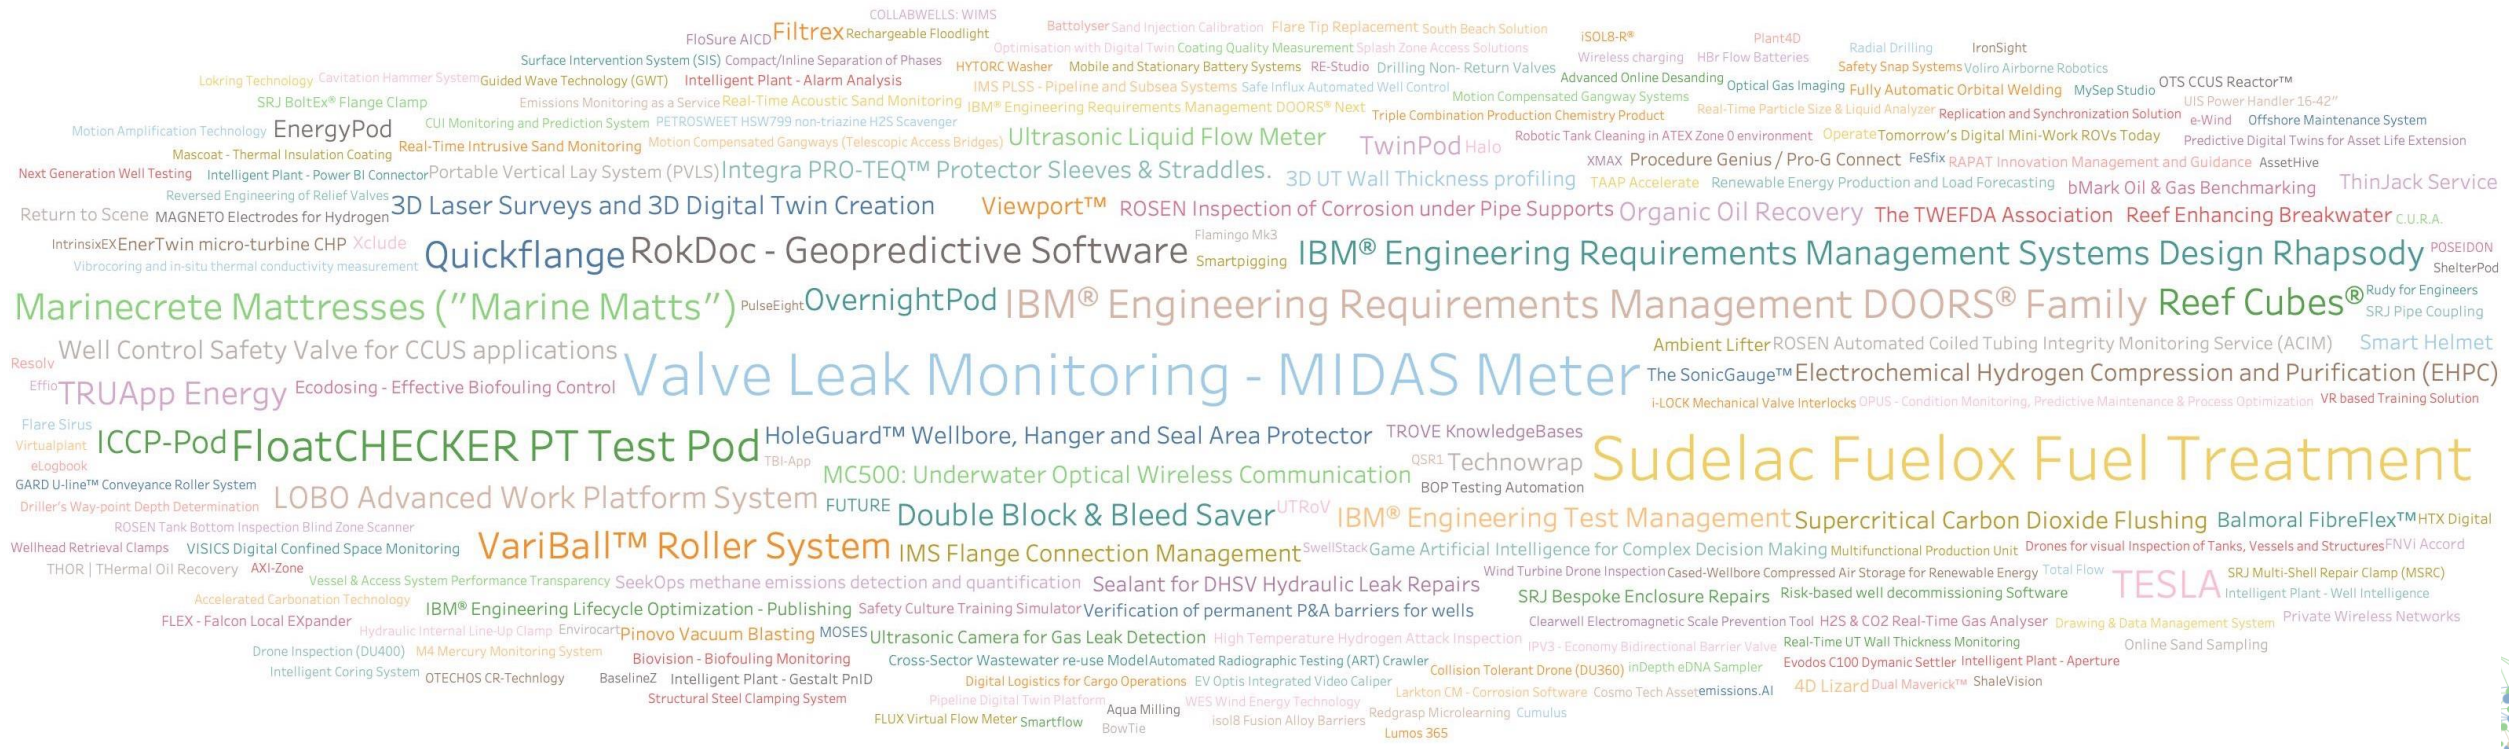 COLLABWELLS: WIMS
FloSure AICD
Filtrex
Rechargeable Floodlight
Battolyser
Sand Injection Calibration
Flare Tip Replacement
South Beach Solution
iSOL8-R®
Plant4D
Optimisation with Digital Twin
Coating Quality Measurement
Splash Zone Access Solutions
Wireless charging
HBr Flow Batteries
Radial Drilling
IronSight
Surface Intervention System (SIS)
Compact/Inline Separation of Phases
HYTORC Washer
Mobile and Stationary Battery Systems
RE-Studio
Drilling Non- Return Valves
Safety Snap Systems
Voliro Airborne Robotics
Lokring Technology
Cavitation Hammer System
Guided Wave Technology (GWT)
Intelligent Plant - Alarm Analysis
IMS PLSS - Pipeline and Subsea Systems
Safe Influx Automated Well Control
Advanced Online Desanding
Optical Gas Imaging
Fully Automatic Orbital Welding
MySep Studio
OTS CCUS Reactor™
SRJ BoltEx® Flange Clamp
Emissions Monitoring as a Service
Real-Time Acoustic Sand Monitoring
IBM® Engineering Requirements Management DOORS® Next
Motion Compensated Gangway Systems
Triple Combination Production Chemistry Product
Real-Time Particle Size & Liquid Analyzer
Replication and Synchronization Solution
UIS Power Handler 16-42”
e-Wind
Offshore Maintenance System
Motion Amplification Technology
EnergyPod
CUI Monitoring and Prediction System
PETROSWEET HSW799 non-triazine H2S Scavenger
Ultrasonic Liquid Flow Meter
TwinPod
Halo
Robotic Tank Cleaning in ATEX Zone 0 environment
Operate
Tomorrow’s Digital Mini-Work ROVs Today
Predictive Digital Twins for Asset Life Extension
Mascoat - Thermal Insulation Coating
Real-Time Intrusive Sand Monitoring
Motion Compensated Gangways (Telescopic Access Bridges)
XMAX
Procedure Genius / Pro-G Connect
FeSfix
RAPAT Innovation Management and Guidance
AssetHive
Next Generation Well Testing
Intelligent Plant - Power BI Connector
Portable Vertical Lay System (PVLS)
Integra PRO-TEQ™ Protector Sleeves & Straddles.
3D UT Wall Thickness profiling
TAAP Accelerate
Renewable Energy Production and Load Forecasting
bMark Oil & Gas Benchmarking
ThinJack Service
Reversed Engineering of Relief Valves
Return to Scene
MAGNETO Electrodes for Hydrogen
3D Laser Surveys and 3D Digital Twin Creation
Viewport™
ROSEN Inspection of Corrosion under Pipe Supports
Organic Oil Recovery
The TWEFDA Association
Reef Enhancing Breakwater
C.U.R.A.
IntrinsixEX
EnerTwin micro-turbine CHP
Xclude
Quickflange
RokDoc - Geopredictive Software
Flamingo Mk3
Smartpigging
IBM® Engineering Requirements Management Systems Design Rhapsody
POSEIDON
ShelterPod
Vibrocoring and in-situ thermal conductivity measurement
Marinecrete Mattresses (”Marine Matts”)
PulseEight
OvernightPod
IBM® Engineering Requirements Management DOORS® Family
Reef Cubes®
Rudy for Engineers
SRJ Pipe Coupling
Resolv
Well Control Safety Valve for CCUS applications
Valve Leak Monitoring - MIDAS Meter
Ambient Lifter
ROSEN Automated Coiled Tubing Integrity Monitoring Service (ACIM)
Smart Helmet
Effio
TRUApp Energy
Ecodosing - Effective Biofouling Control
The SonicGauge™
Electrochemical Hydrogen Compression and Purification (EHPC)
i-LOCK Mechanical Valve Interlocks
OPUS - Condition Monitoring, Predictive Maintenance & Process Optimization
VR based Training Solution
Flare Sirus
Virtualplant
eLogbook
ICCP-Pod
FloatCHECKER PT Test Pod
HoleGuard™ Wellbore, Hanger and Seal Area Protector
TROVE KnowledgeBases
Sudelac Fuelox Fuel Treatment
TBI-App
MC500: Underwater Optical Wireless Communication
QSR1
Technowrap
BOP Testing Automation
GARD U-line™ Conveyance Roller System
Driller's Way-point Depth Determination
LOBO Advanced Work Platform System
FUTURE
Double Block & Bleed Saver
UTRoV
IBM® Engineering Test Management
Supercritical Carbon Dioxide Flushing
Balmoral FibreFlex™
HTX Digital
ROSEN Tank Bottom Inspection Blind Zone Scanner
Wellhead Retrieval Clamps
VISICS Digital Confined Space Monitoring
VariBall™ Roller System
IMS Flange Connection Management
SwellStack
Game Artificial Intelligence for Complex Decision Making
Multifunctional Production Unit
Drones for visual Inspection of Tanks, Vessels and Structures
FNVi Accord
THOR | THermal Oil Recovery
AXI-Zone
Vessel & Access System Performance Transparency
SeekOps methane emissions detection and quantification
Sealant for DHSV Hydraulic Leak Repairs
Wind Turbine Drone Inspection
Cased-Wellbore Compressed Air Storage for Renewable Energy
Total Flow
TESLA
SRJ Multi-Shell Repair Clamp (MSRC)
Intelligent Plant - Well Intelligence
Accelerated Carbonation Technology
IBM® Engineering Lifecycle Optimization - Publishing
Safety Culture Training Simulator
Verification of permanent P&A barriers for wells
SRJ Bespoke Enclosure Repairs
Risk-based well decommissioning Software
FLEX - Falcon Local EXpander
Hydraulic Internal Line-Up Clamp
Envirocart
Pinovo Vacuum Blasting
MOSES
Ultrasonic Camera for Gas Leak Detection
High Temperature Hydrogen Attack Inspection
Clearwell Electromagnetic Scale Prevention Tool
H2S & CO2 Real-Time Gas Analyser
Drawing & Data Management System
Private Wireless Networks
IPV3 - Economy Bidirectional Barrier Valve
Real-Time UT Wall Thickness Monitoring
Online Sand Sampling
Drone Inspection (DU400)
M4 Mercury Monitoring System
Biovision - Biofouling Monitoring
Cross-Sector Wastewater re-use Model
Automated Radiographic Testing (ART) Crawler
Collision Tolerant Drone (DU360)
inDepth eDNA Sampler
Evodos C100 Dymanic Settler
Intelligent Plant - Aperture
Intelligent Coring System
OTECHOS CR-Technlogy
BaselineZ
Intelligent Plant - Gestalt PnID
Digital Logistics for Cargo Operations
EV Optis Integrated Video Caliper
Larkton CM - Corrosion Software
Cosmo Tech Asset
emissions.AI
4D Lizard
Dual Maverick™
ShaleVision
Structural Steel Clamping System
Pipeline Digital Twin Platform
Aqua Milling
WES Wind Energy Technology
Redgrasp Microlearning
Cumulus
FLUX Virtual Flow Meter
Smartflow
BowTie
isol8 Fusion Alloy Barriers
Lumos 365